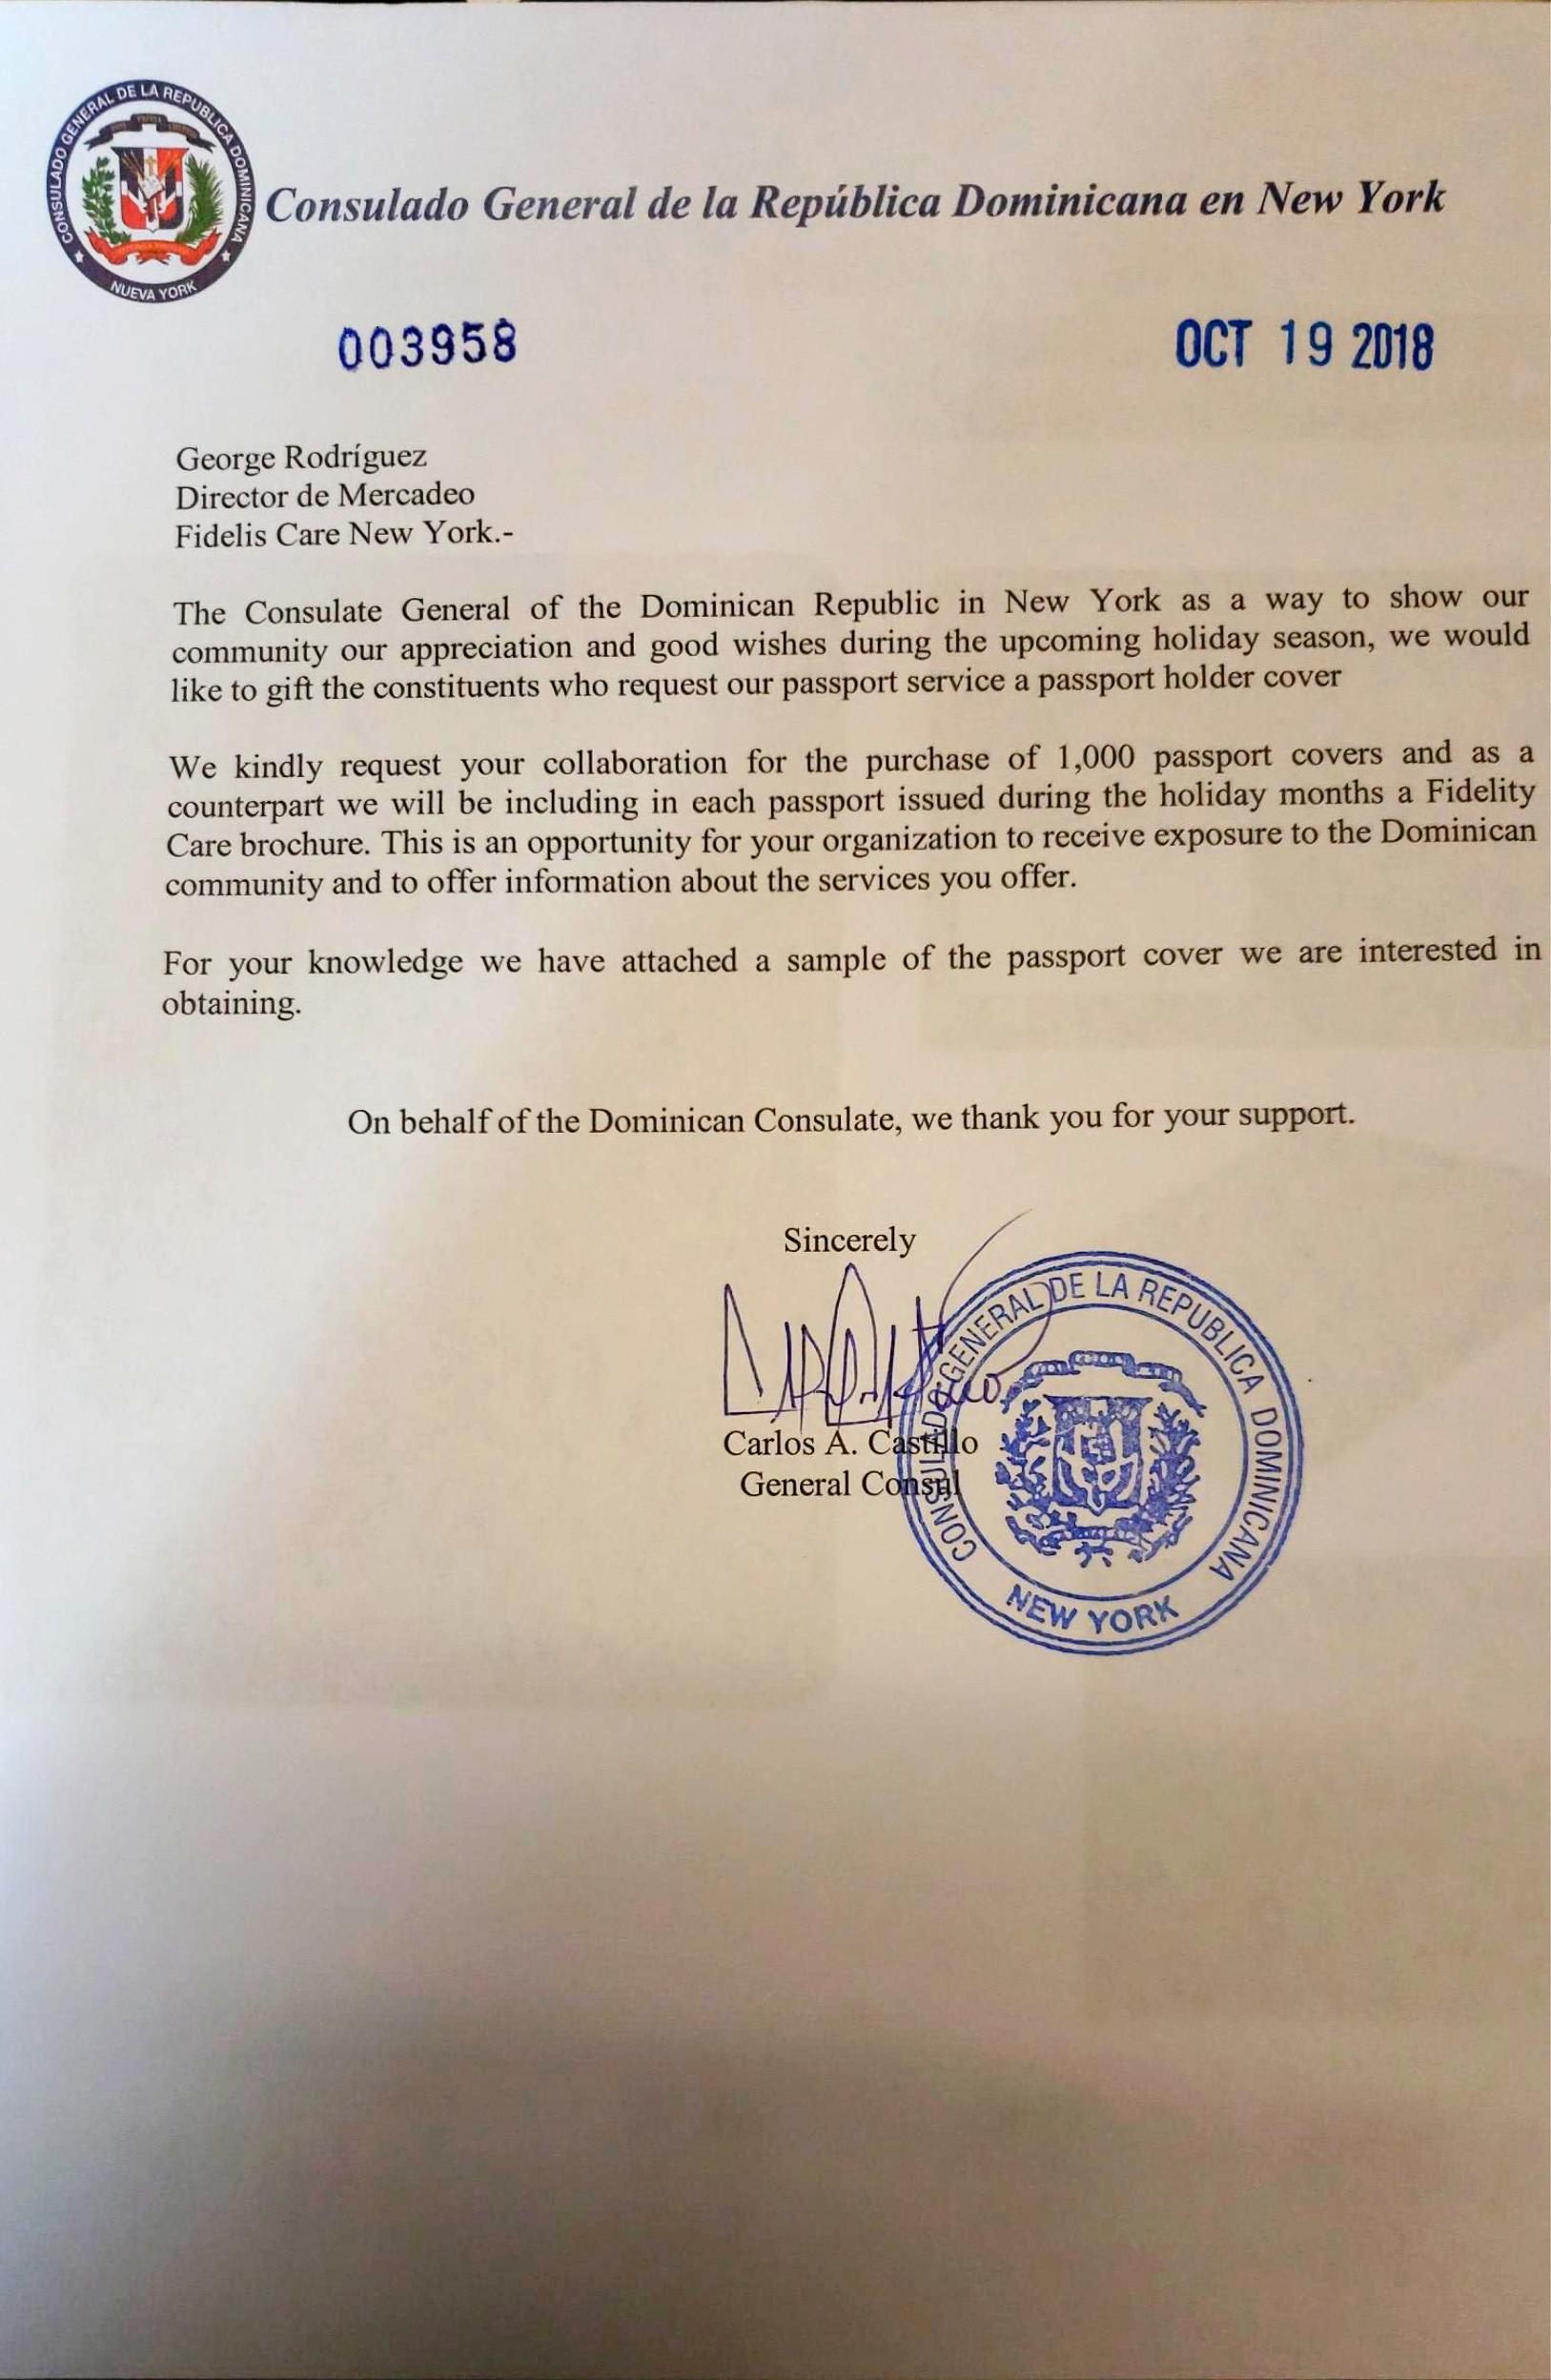 CONSULADO GENERAL DE LA REPUBLICA DOMINICANA
NUEVA YORK
Consulado General de la República Dominicana en New York
003958
OCT 19 2018
George Rodríguez
Director de Mercadeo
Fidelis Care New York.-
The Consulate General of the Dominican Republic in New York as a way to show our
community our appreciation and good wishes during the upcoming holiday season, we would
like to gift the constituents who request our passport service a passport holder cover
We kindly request your collaboration for the purchase of 1,000 passport covers and as a
counterpart we will be including in each passport issued during the holiday months a Fidelity
Care brochure. This is an opportunity for your organization to receive exposure to the Dominican
community and to offer information about the services you offer.
For your knowledge we have attached a sample of the passport cover we are interested in
obtaining.
On behalf of the Dominican Consulate, we thank you for your support.
Sincerely
Carlos A. Castillo
General Consul
CONSULADO GENERAL DE LA REPUBLICA DOMINICANA
NEW YORK